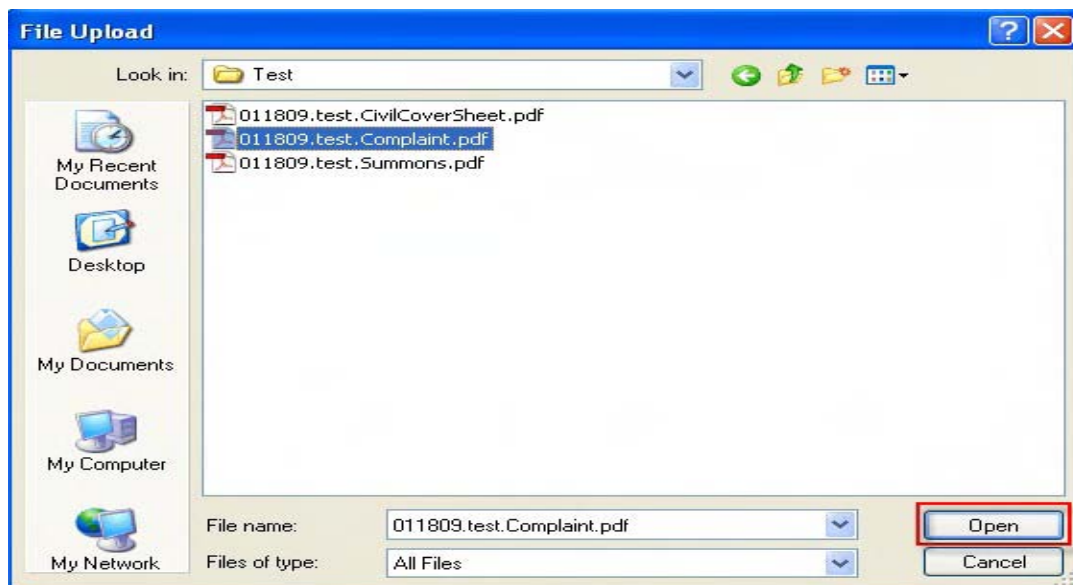 File Upload
Look in: Test
011809.test.CivilCoverSheet.pdf
011809.test.Complaint.pdf
011809.test.Summons.pdf
My Recent
Documents
Desktop
My Documents
My Computer
My Network
File name: 011809.test.Complaint.pdf Open
Files of type: All Files Cancel